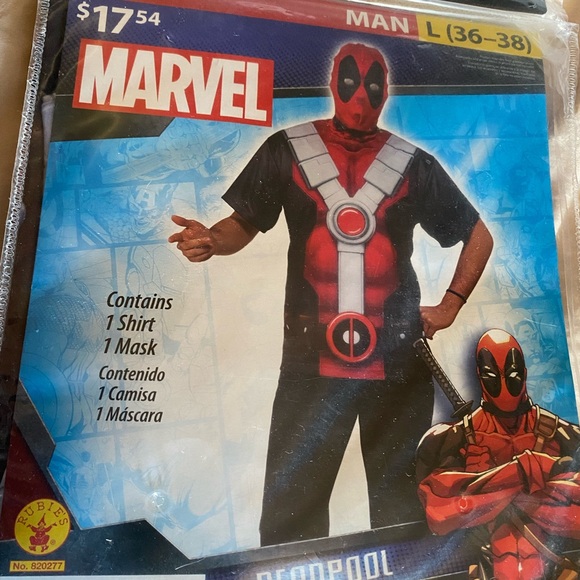 $17 54
MAN L (36–38)
MARVEL
Contains
1 Shirt
1 Mask
Contenido
1 Camisa
1 Máscara
RUBIE'S
No. 820277
DEADPOOL